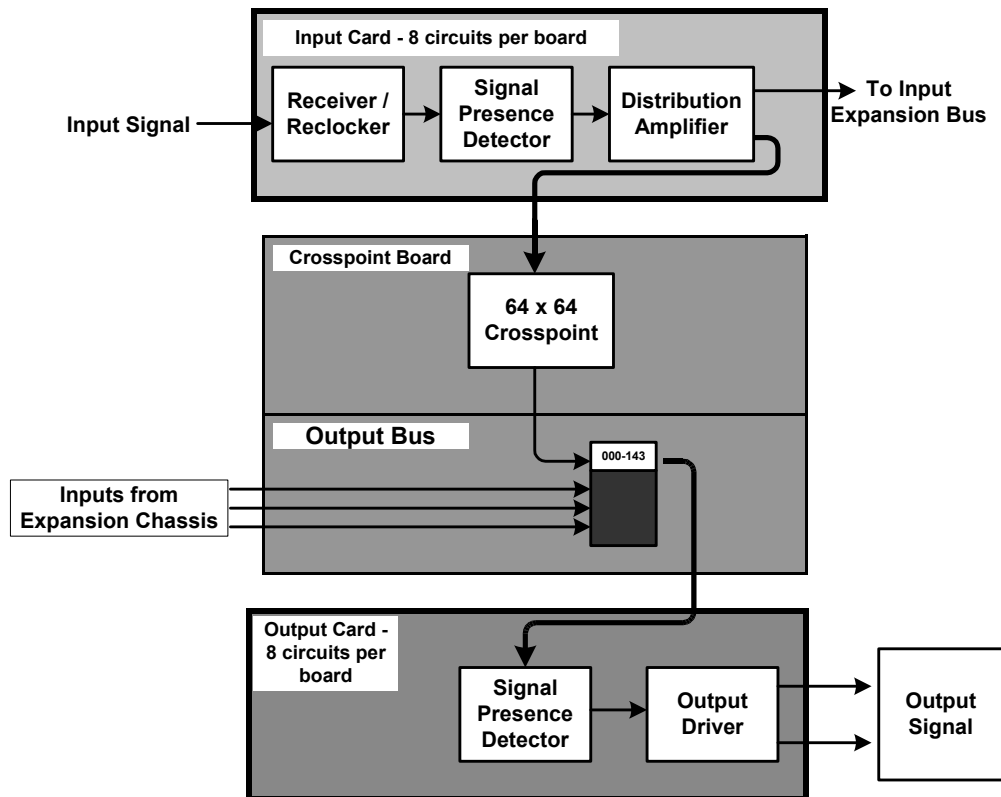 Input Card - 8 circuits per board
Input Signal
Receiver /
Reclocker
Signal
Presence
Detector
Distribution
Amplifier
To Input
Expansion Bus
Crosspoint Board
64 x 64
Crosspoint
Output Bus
000-143
Inputs from
Expansion Chassis
Output Card -
8 circuits per
board
Signal
Presence
Detector
Output
Driver
Output
Signal